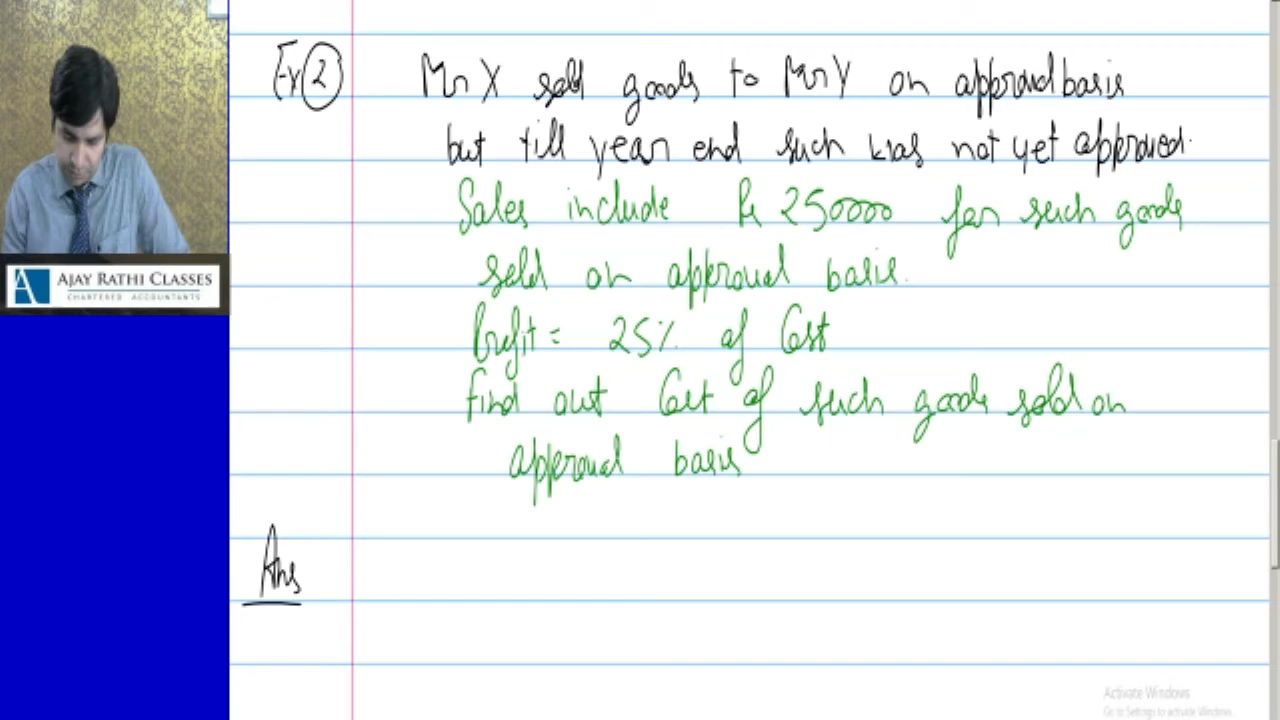 Ex 2
Mr X sold goods to Mr Y on approval basis
but till year end such was not yet approved.
Sales include Rs 250000 for such goods
sold on approval basis.
Profit = 25% of Cost
Find out Cost of such goods sold on
approval basis
Ans
AJAY RATHI CLASSES
CHARTERED ACCOUNTANTS
Activate Windows
Go to Settings to activate Windows.